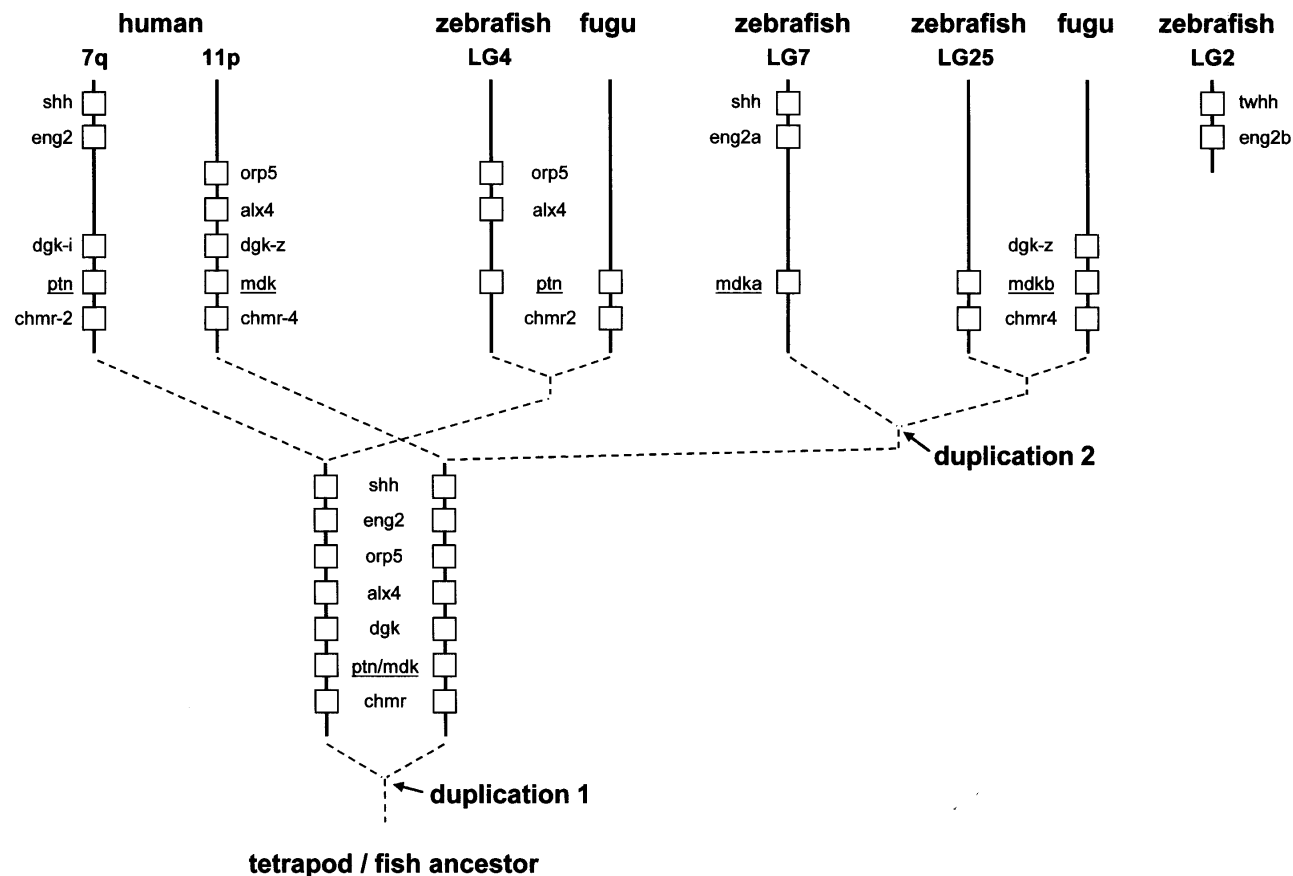 human zebrafish fugu zebrafish zebrafish fugu zebrafish
7q 11p LG4 LG7 LG25 LG2
shh shh twhh
eng2 eng2a eng2b
orp5 orp5
alx4 alx4
dgk-i dgk-z dgk-z
ptn mdk ptn mdka mdkb
chmr-2 chmr-4 chmr2 chmr4
duplication 2
shh
eng2
orp5
alx4
dgk
ptn/mdk
chmr
duplication 1
tetrapod / fish ancestor